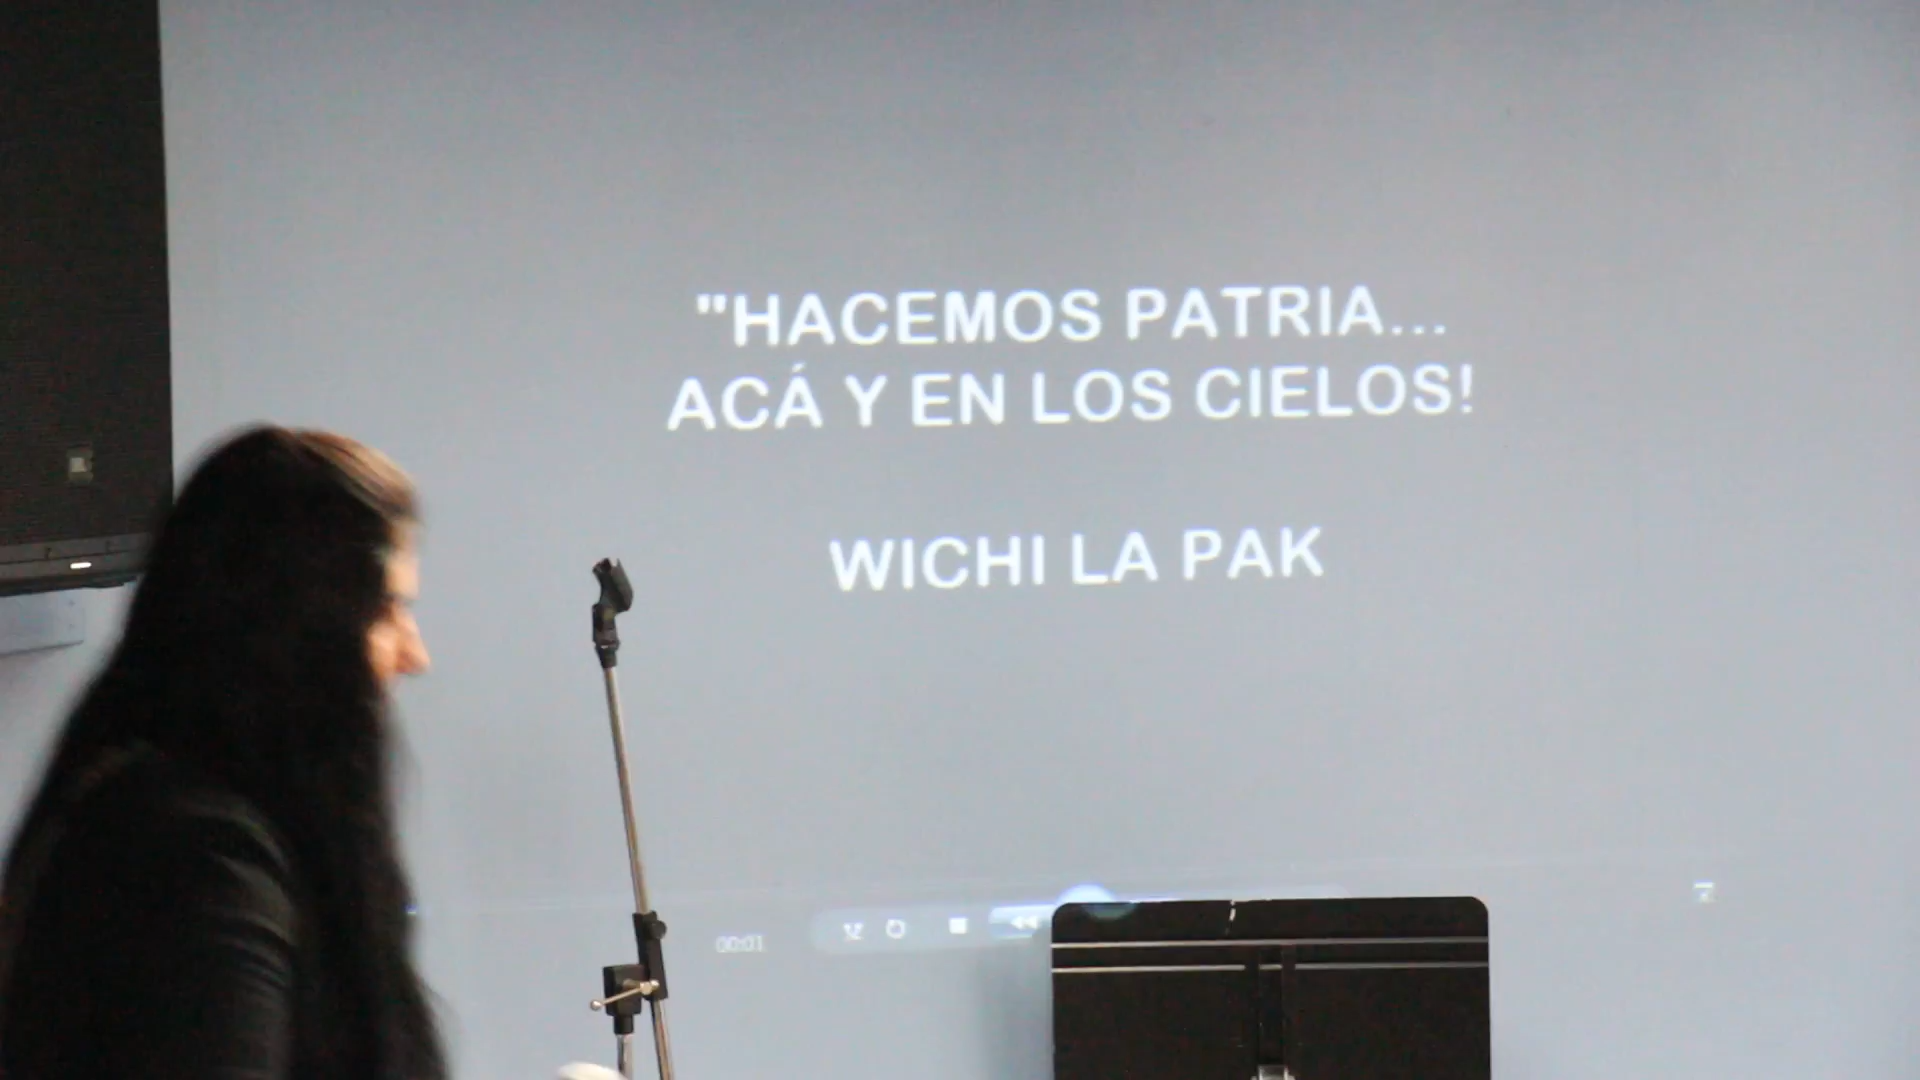 "HACEMOS PATRIA...
ACÁ Y EN LOS CIELOS!
WICHI LA PAK
00:01